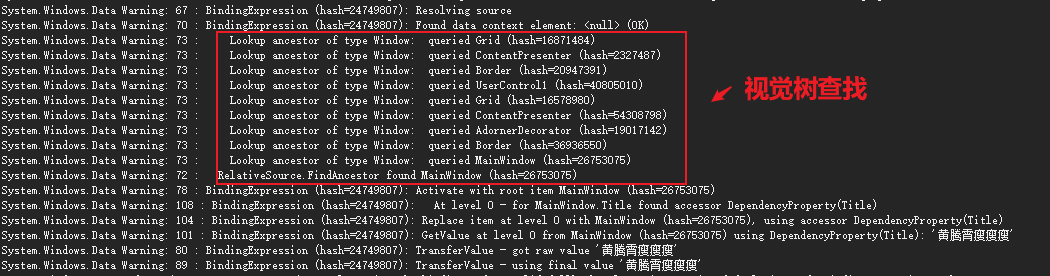 System.Windows.Data Warning: 67 : BindingExpression (hash=24749807): Resolving source
System.Windows.Data Warning: 70 : BindingExpression (hash=24749807): Found data context element: <null> (OK)
System.Windows.Data Warning: 73 : Lookup ancestor of type Window: queried Grid (hash=16871484)
System.Windows.Data Warning: 73 : Lookup ancestor of type Window: queried ContentPresenter (hash=2327487)
System.Windows.Data Warning: 73 : Lookup ancestor of type Window: queried Border (hash=20947391)
System.Windows.Data Warning: 73 : Lookup ancestor of type Window: queried UserControl1 (hash=40805010)
System.Windows.Data Warning: 73 : Lookup ancestor of type Window: queried Grid (hash=16578980)
System.Windows.Data Warning: 73 : Lookup ancestor of type Window: queried ContentPresenter (hash=54308798)
System.Windows.Data Warning: 73 : Lookup ancestor of type Window: queried AdornerDecorator (hash=19017142)
System.Windows.Data Warning: 73 : Lookup ancestor of type Window: queried Border (hash=36936550)
System.Windows.Data Warning: 73 : Lookup ancestor of type Window: queried MainWindow (hash=26753075)
System.Windows.Data Warning: 72 : RelativeSource.FindAncestor found MainWindow (hash=26753075)
视觉树查找
System.Windows.Data Warning: 78 : BindingExpression (hash=24749807): Activate with root item MainWindow (hash=26753075)
System.Windows.Data Warning: 108 : BindingExpression (hash=24749807): At level 0 - for MainWindow.Title found accessor DependencyProperty(Title)
System.Windows.Data Warning: 104 : BindingExpression (hash=24749807): Replace item at level 0 with MainWindow (hash=26753075), using accessor DependencyProperty(Title)
System.Windows.Data Warning: 101 : BindingExpression (hash=24749807): GetValue at level 0 from MainWindow (hash=26753075) using DependencyProperty(Title): '黄腾霄瘦瘦瘦'
System.Windows.Data Warning: 80 : BindingExpression (hash=24749807): TransferValue - got raw value '黄腾霄瘦瘦瘦'
System.Windows.Data Warning: 89 : BindingExpression (hash=24749807): TransferValue - using final value '黄腾霄瘦瘦瘦'